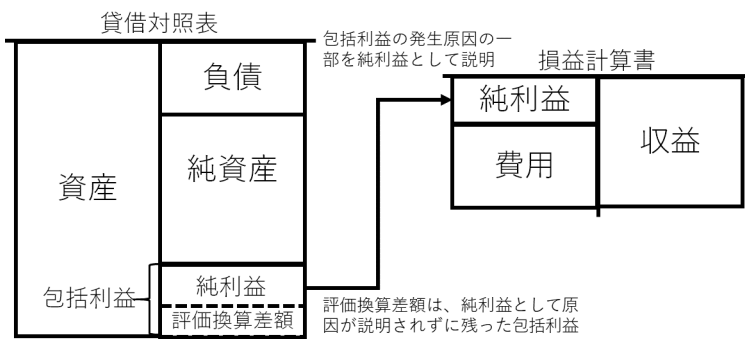 貸借対照表
資産
負債
純資産
包括利益
純利益
評価換算差額
包括利益の発生原因の一
部を純利益として説明
損益計算書
純利益
費用
収益
評価換算差額は、純利益として原
因が説明されずに残った包括利益